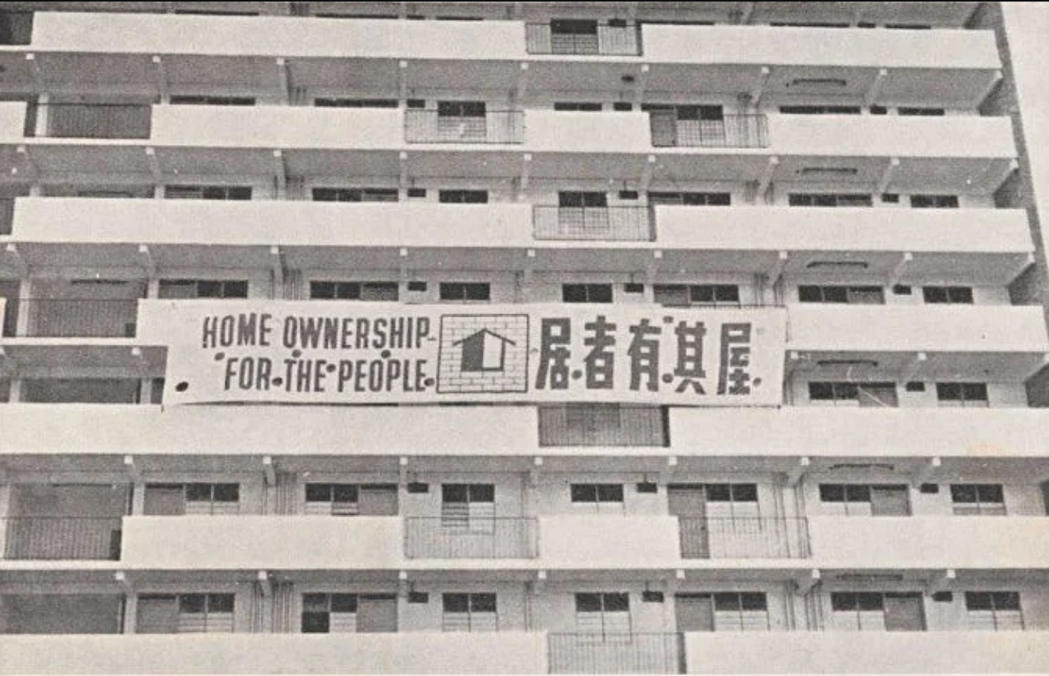 HOME OWNERSHIP
FOR THE PEOPLE
居者有其屋